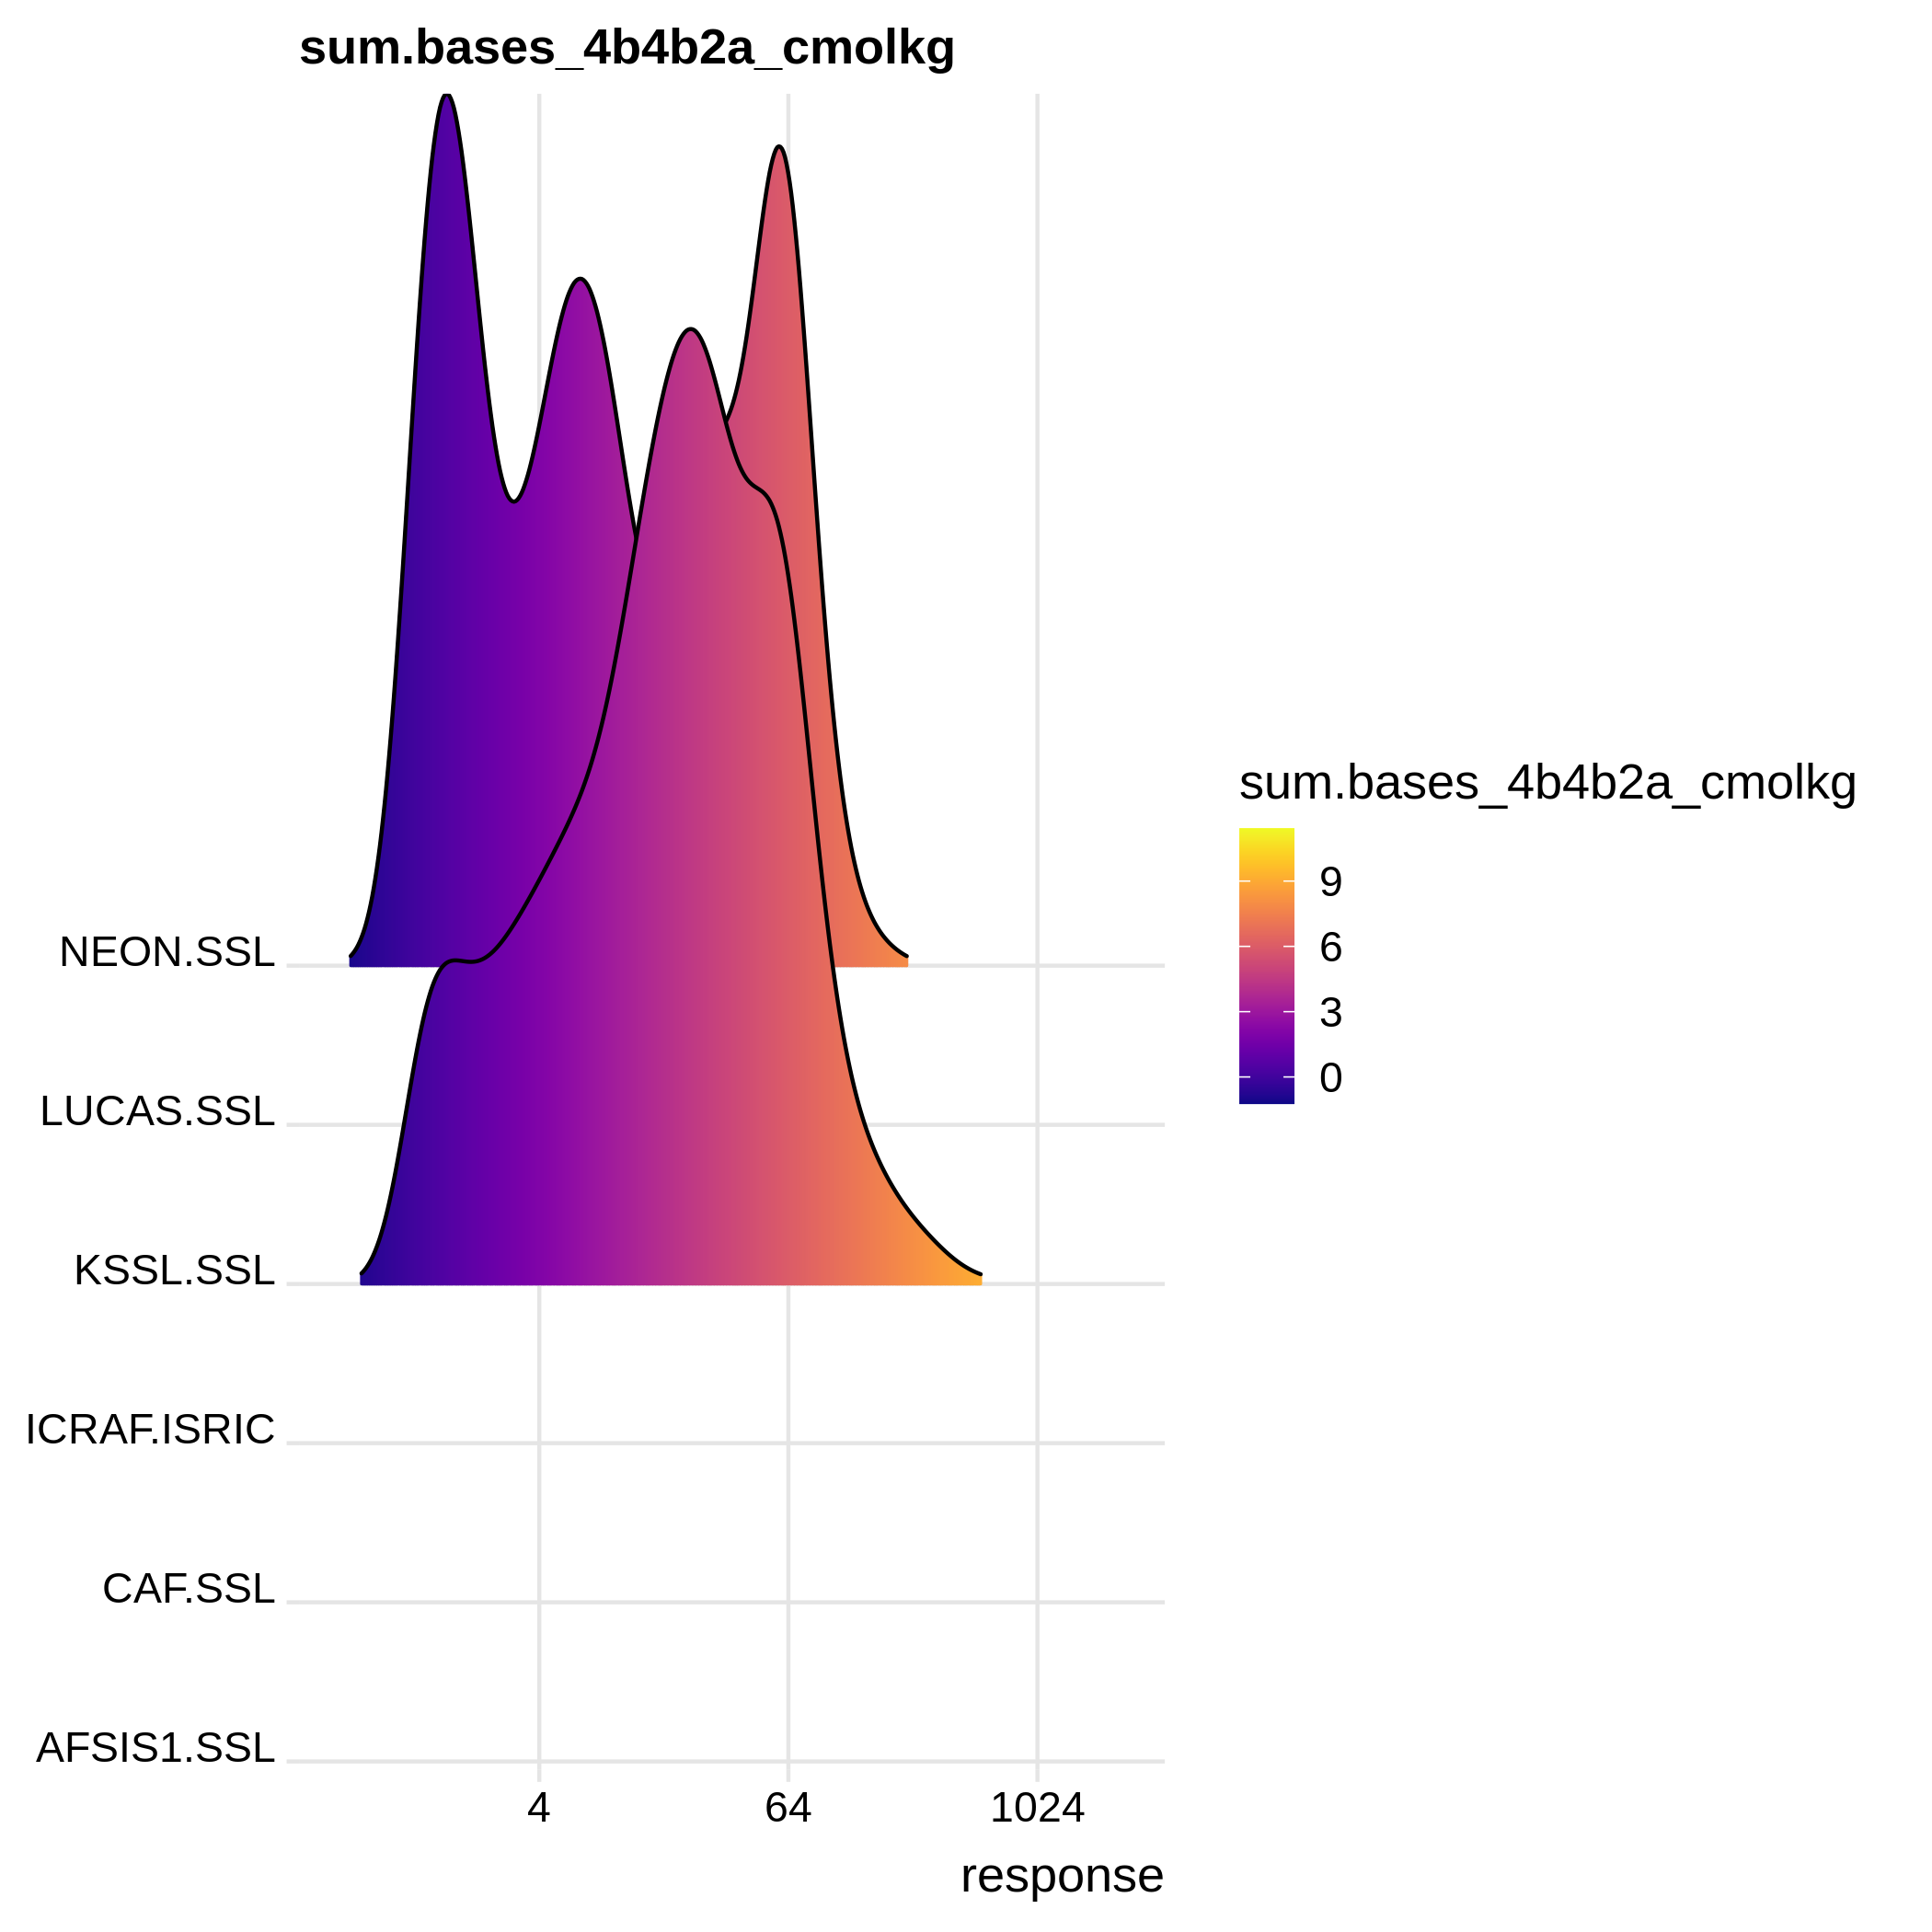 sum.bases_4b4b2a_cmolkg
NEON.SSL
LUCAS.SSL
KSSL.SSL
ICRAF.ISRIC
CAF.SSL
AFSIS1.SSL
4 64 1024
response
sum.bases_4b4b2a_cmolkg
9
6
3
0